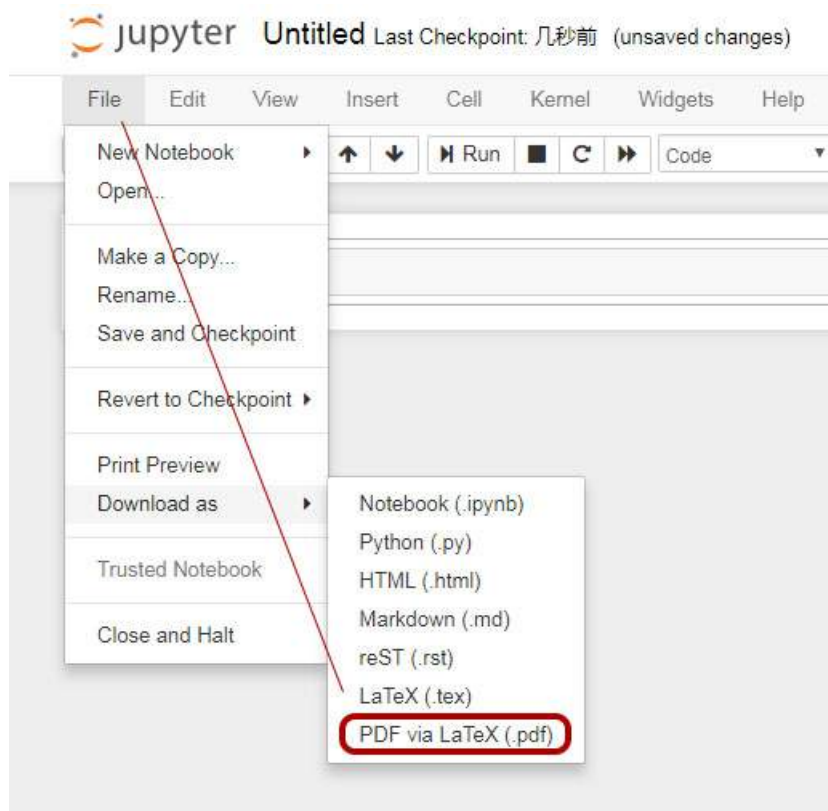 jupyter Untitled Last Checkpoint: 几秒前 (unsaved changes)
File Edit View Insert Cell Kernel Widgets Help
Run Code
New Notebook
Open...
Make a Copy...
Rename...
Save and Checkpoint
Revert to Checkpoint
Print Preview
Download as
Trusted Notebook
Close and Halt
Notebook (.ipynb)
Python (.py)
HTML (.html)
Markdown (.md)
reST (.rst)
LaTeX (.tex)
PDF via LaTeX (.pdf)